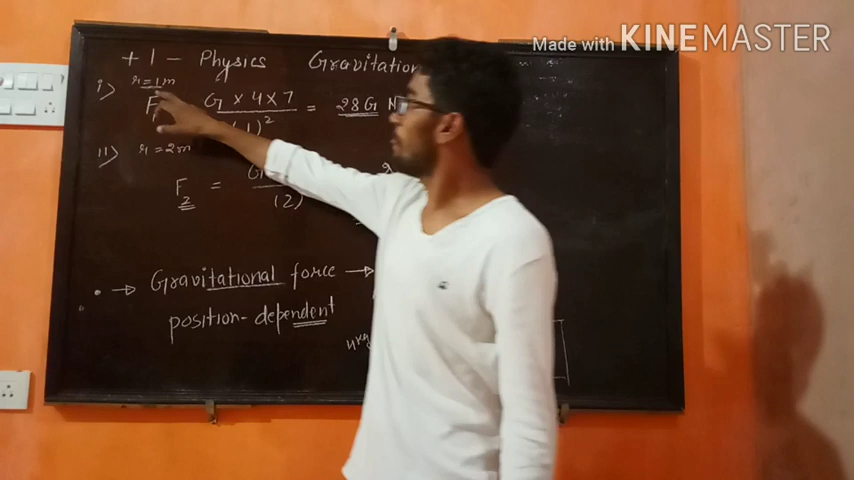 Made with KINEMASTER
+1 - Physics Gravitation
i) r=1m
F G × 4 × 7 = 28 G N
(1)²
ii) r = 2m
F₂ =
(2)
• → Gravitational force →
position-dependent
4kg